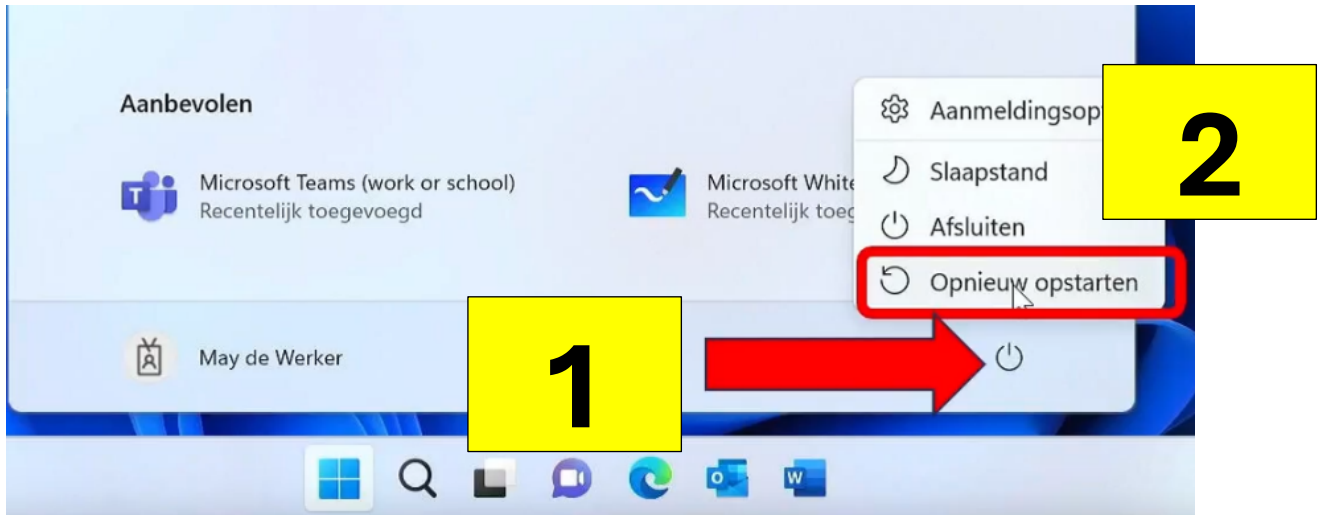 Aanbevolen
Microsoft Teams (work or school)
Recentelijk toegevoegd
Microsoft White
Recentelijk toeg
Aanmeldingsop
Slaapstand
Afsluiten
Opnieuw opstarten
2
May de Werker
1